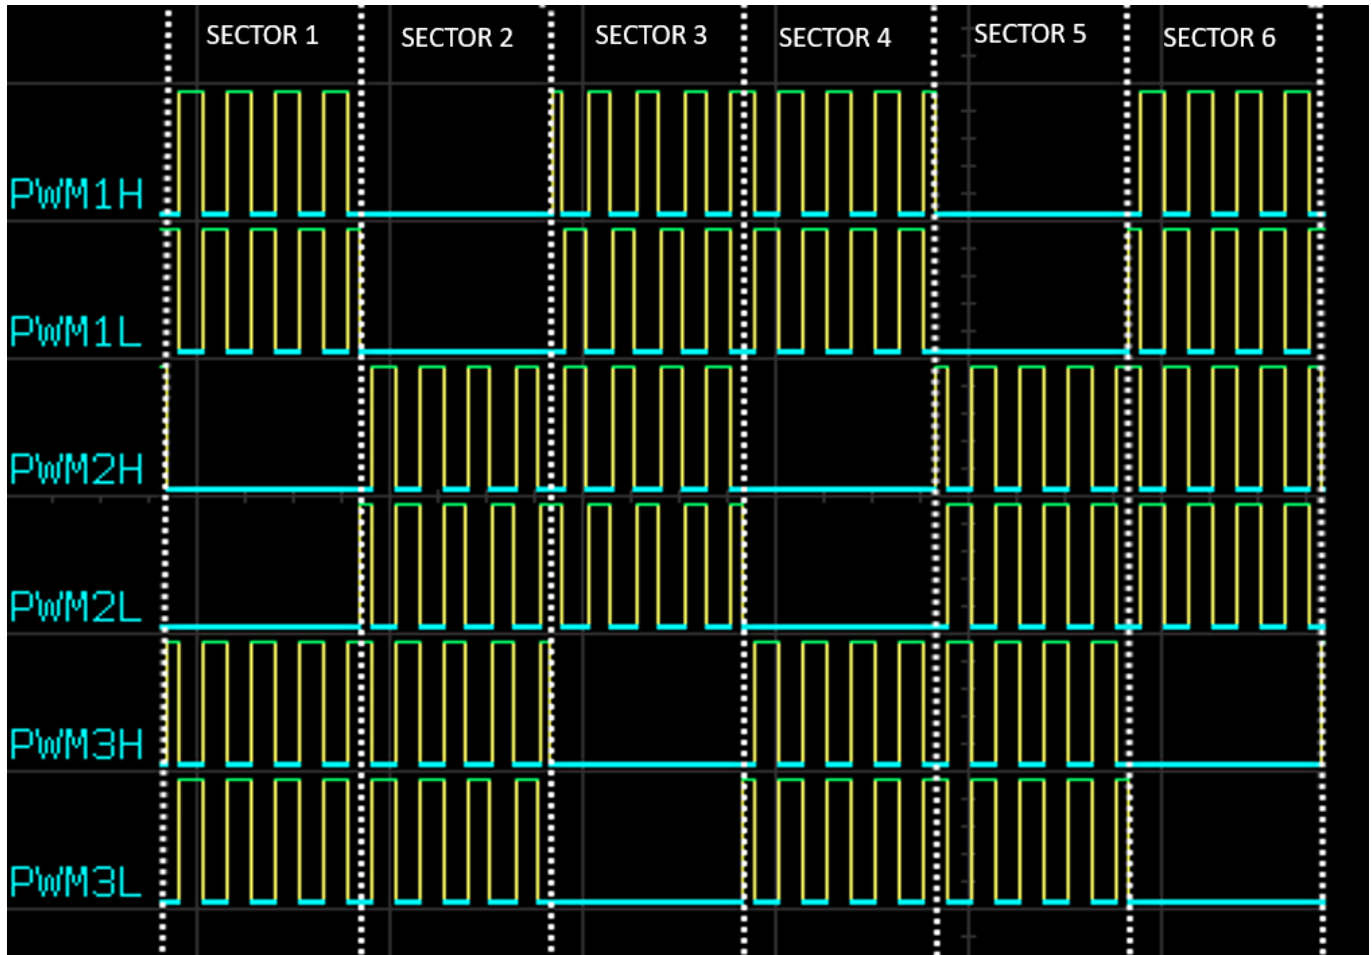 SECTOR 1 SECTOR 2 SECTOR 3 SECTOR 4 SECTOR 5 SECTOR 6
PWM1H
PWM1L
PWM2H
PWM2L
PWM3H
PWM3L